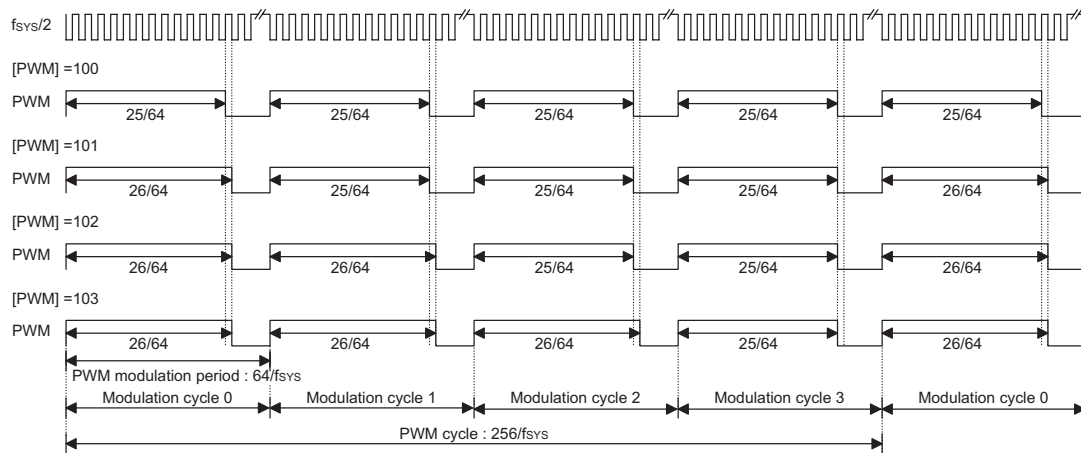 fSYS/2
[PWM] =100
PWM
25/64 25/64 25/64 25/64 25/64
[PWM] =101
PWM
26/64 25/64 25/64 25/64 26/64
[PWM] =102
PWM
26/64 26/64 25/64 25/64 26/64
[PWM] =103
PWM
26/64 26/64 26/64 25/64 26/64
PWM modulation period : 64/fSYS
Modulation cycle 0 Modulation cycle 1 Modulation cycle 2 Modulation cycle 3 Modulation cycle 0
PWM cycle : 256/fSYS